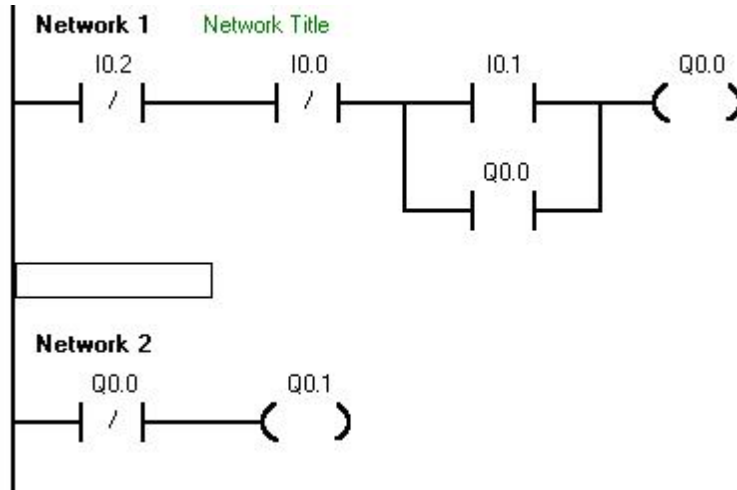 Network 1 Network Title
I0.2 I0.0 I0.1 Q0.0
/ /
Q0.0
Network 2
Q0.0 Q0.1
/